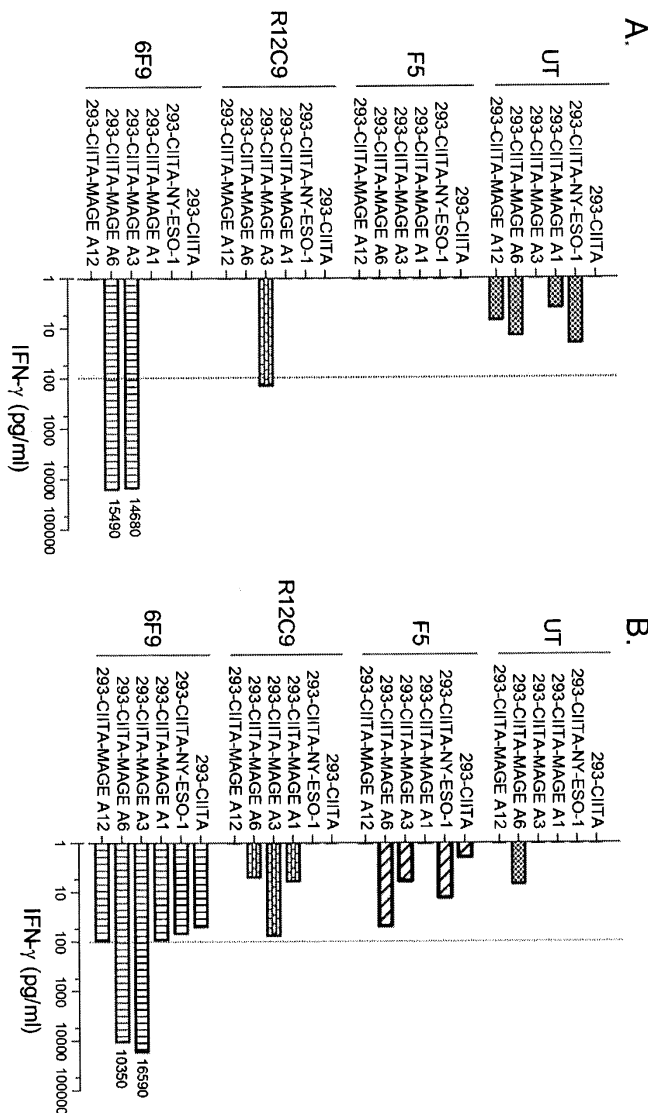 A.
UT
293-CIITA
293-CIITA-NY-ESO-1
293-CIITA-MAGE A1
293-CIITA-MAGE A3
293-CIITA-MAGE A6
293-CIITA-MAGE A12
F5
293-CIITA
293-CIITA-NY-ESO-1
293-CIITA-MAGE A1
293-CIITA-MAGE A3
293-CIITA-MAGE A6
293-CIITA-MAGE A12
R12C9
293-CIITA
293-CIITA-NY-ESO-1
293-CIITA-MAGE A1
293-CIITA-MAGE A3
293-CIITA-MAGE A6
293-CIITA-MAGE A12
6F9
293-CIITA
293-CIITA-NY-ESO-1
293-CIITA-MAGE A1
293-CIITA-MAGE A3
293-CIITA-MAGE A6
293-CIITA-MAGE A12
14680
15490
1 10 100 1000 10000 100000
IFN-γ (pg/ml)
B.
UT
293-CIITA
293-CIITA-NY-ESO-1
293-CIITA-MAGE A1
293-CIITA-MAGE A3
293-CIITA-MAGE A6
293-CIITA-MAGE A12
F5
293-CIITA
293-CIITA-NY-ESO-1
293-CIITA-MAGE A1
293-CIITA-MAGE A3
293-CIITA-MAGE A6
293-CIITA-MAGE A12
R12C9
293-CIITA
293-CIITA-NY-ESO-1
293-CIITA-MAGE A1
293-CIITA-MAGE A3
293-CIITA-MAGE A6
293-CIITA-MAGE A12
6F9
293-CIITA
293-CIITA-NY-ESO-1
293-CIITA-MAGE A1
293-CIITA-MAGE A3
293-CIITA-MAGE A6
293-CIITA-MAGE A12
16590
10350
1 10 100 1000 10000 100000
IFN-γ (pg/ml)